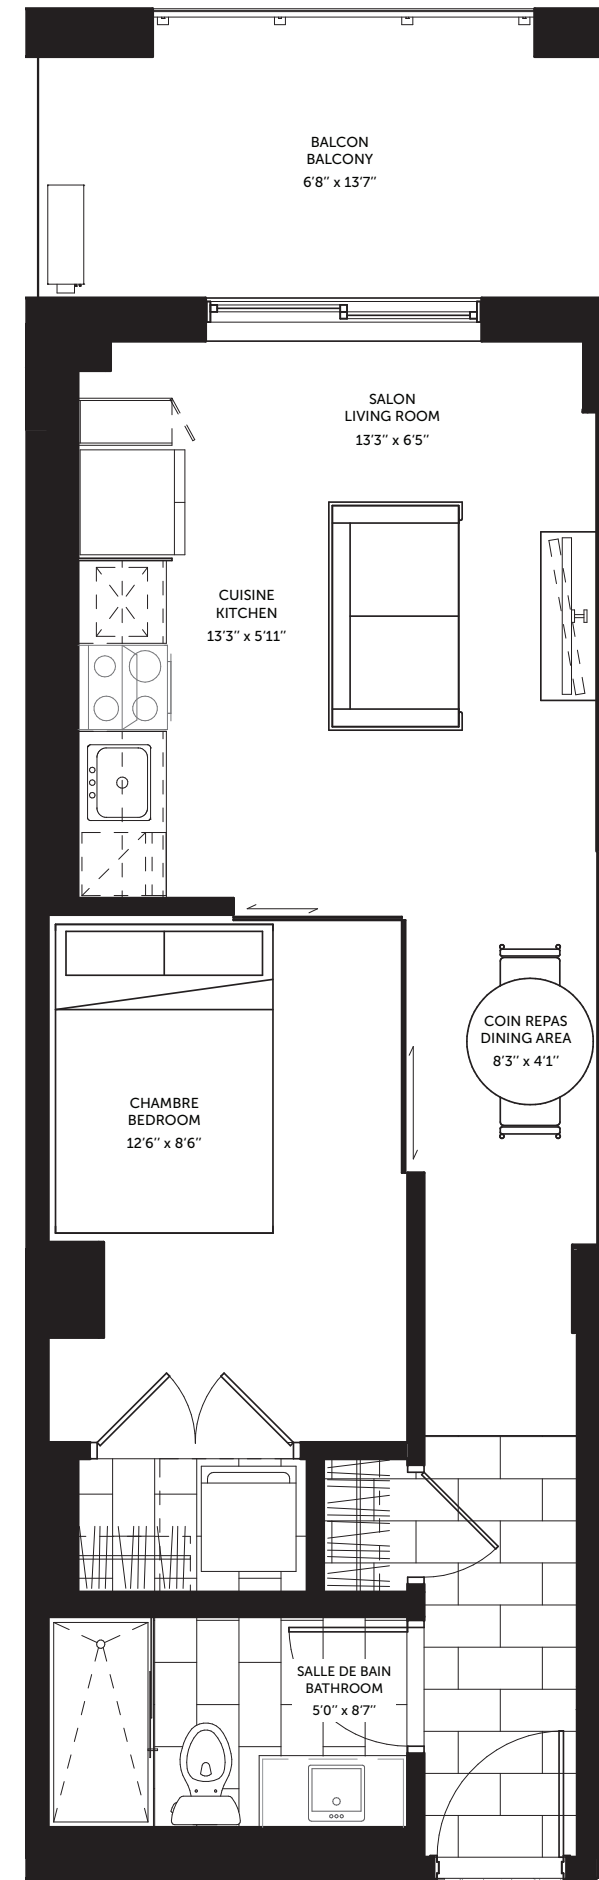 BALCON
BALCONY
6'8'' x 13'7''
SALON
LIVING ROOM
13'3'' x 6'5''
CUISINE
KITCHEN
13'3'' x 5'11''
COIN REPAS
DINING AREA
8'3'' x 4'1''
CHAMBRE
BEDROOM
12'6'' x 8'6''
SALLE DE BAIN
BATHROOM
5'0'' x 8'7''